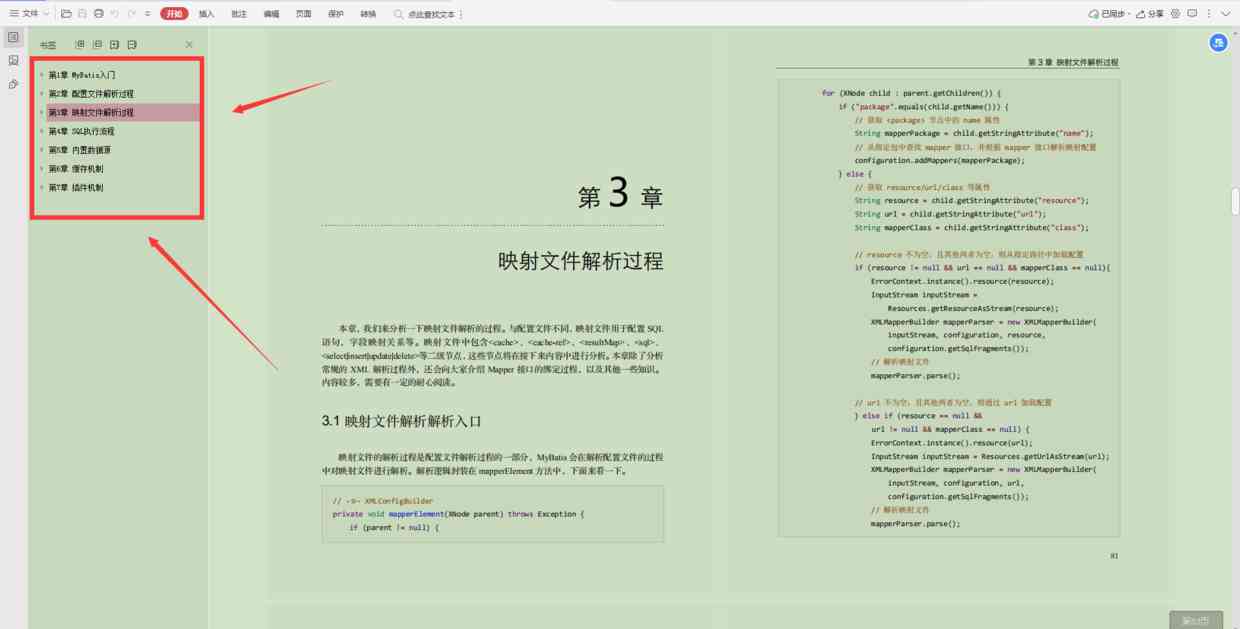 文件
开始
插入
批注
编辑
页面
保护
转换
点此查找文本
已同步
分享
书签
第1章 MyBatis入门
第2章 配置文件解析过程
第3章 映射文件解析过程
第4章 SQL执行流程
第5章 内置数据源
第6章 缓存机制
第7章 插件机制
第 3 章
映射文件解析过程
本章，我们来分析一下映射文件解析的过程。与配置文件不同，映射文件用于配置 SQL
语句，字段映射关系等。映射文件中包含<cache>、<cache-ref>、<resultMap>、<sql>、
<select|insert|update|delete>等二级节点，这些节点将在接下来内容中进行分析。本章除了分析
常规的 XML 解析过程外，还会向大家介绍 Mapper 接口的绑定过程，以及其他一些知识。
内容较多，需要有一定的耐心阅读。
3.1 映射文件解析解析入口
映射文件的解析过程是配置文件解析过程的一部分，MyBatis 会在解析配置文件的过程
中对映射文件进行解析。解析逻辑封装在 mapperElement 方法中，下面来看一下。
// -☆- XMLConfigBuilder
private void mapperElement(XNode parent) throws Exception {
if (parent != null) {
第 3 章 映射文件解析过程
for (XNode child : parent.getChildren()) {
if ("package".equals(child.getName())) {
// 获取 <package> 节点中的 name 属性
String mapperPackage = child.getStringAttribute("name");
// 从指定包中查找 mapper 接口，并根据 mapper 接口解析映射配置
configuration.addMappers(mapperPackage);
} else {
// 获取 resource/url/class 等属性
String resource = child.getStringAttribute("resource");
String url = child.getStringAttribute("url");
String mapperClass = child.getStringAttribute("class");
// resource 不为空，且其他两者为空，则从指定路径中加载配置
if (resource != null && url == null && mapperClass == null){
ErrorContext.instance().resource(resource);
InputStream inputStream =
Resources.getResourceAsStream(resource);
XMLMapperBuilder mapperParser = new XMLMapperBuilder(
inputStream, configuration, resource,
configuration.getSqlFragments());
// 解析映射文件
mapperParser.parse();
// url 不为空，且其他两者为空，则通过 url 加载配置
} else if (resource == null &&
url != null && mapperClass == null) {
ErrorContext.instance().resource(url);
InputStream inputStream = Resources.getUrlAsStream(url);
XMLMapperBuilder mapperParser = new XMLMapperBuilder(
inputStream, configuration, url,
configuration.getSqlFragments());
// 解析映射文件
mapperParser.parse();
81